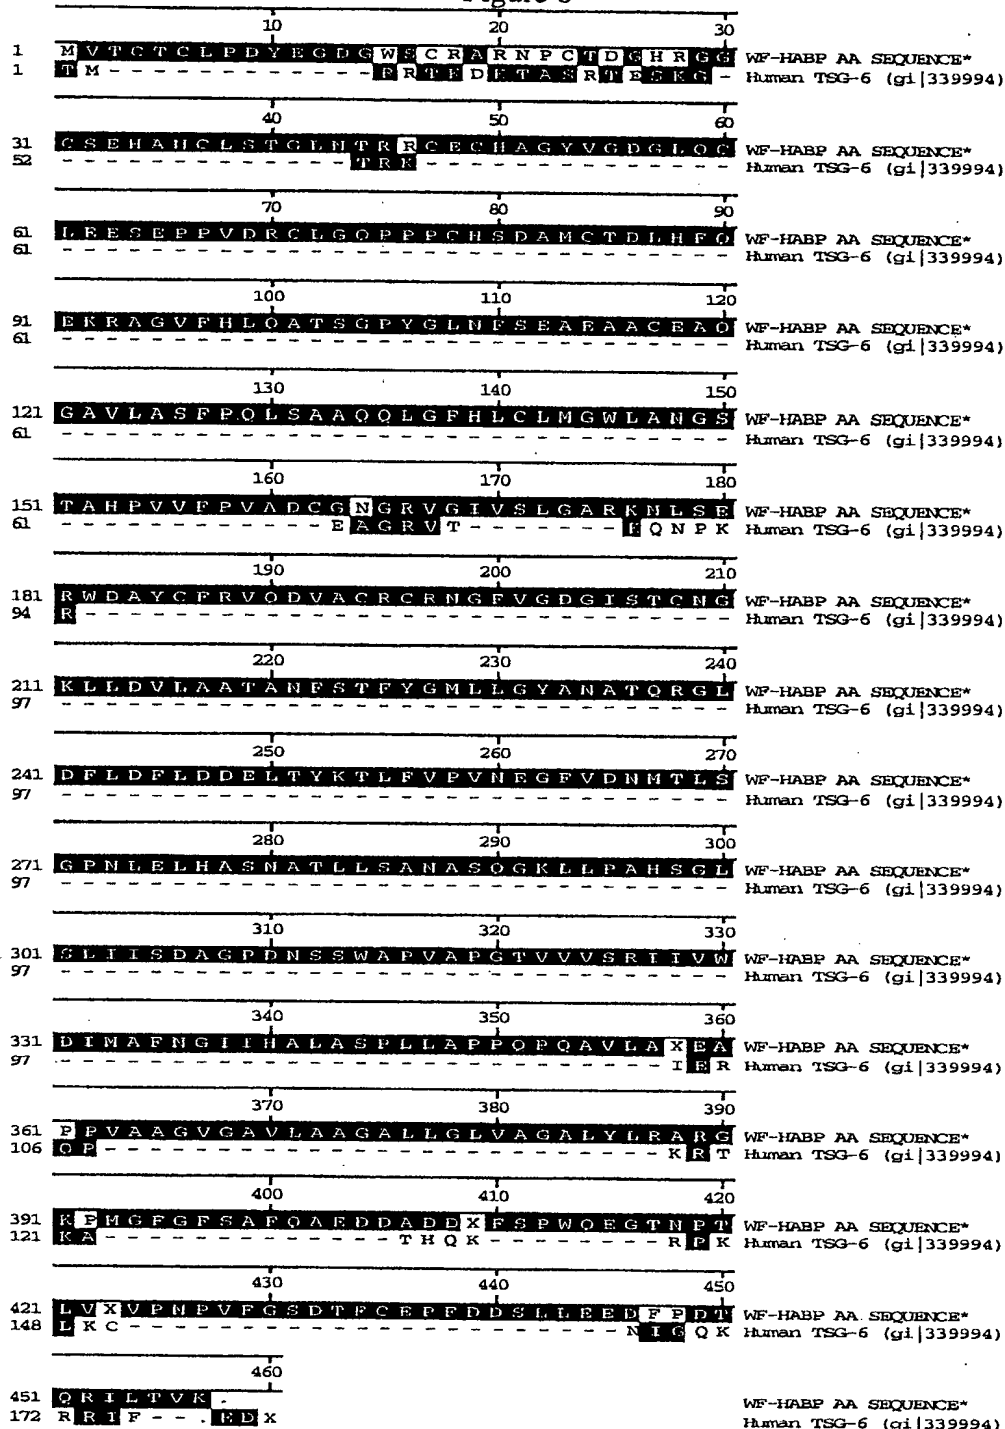 Figure
10 20 30
1 M V T C T C L P D Y E G D G W S C R A R N P C T D G H R G G WF-HABP AA SEQUENCE*
1 T M - - - - - - - - - - - - P R T E D E T A S R T E S K G - Human TSG-6 (gi|339994)
40 50 60
31 C S E H A N C L S T G L N T R R C E C H A G Y V G D G L Q C WF-HABP AA SEQUENCE*
52 - - - - - - - - - - - - - T R K - - - - - - - - - - - - - - Human TSG-6 (gi|339994)
70 80 90
61 L E E S E P P V D R C L G Q P P P C H S D A M C T D L H F Q WF-HABP AA SEQUENCE*
61 - - - - - - - - - - - - - - - - - - - - - - - - - - - - - - Human TSG-6 (gi|339994)
100 110 120
91 E K R A G V F H L Q A T S G P Y G L N F S E A E A A C E A Q WF-HABP AA SEQUENCE*
61 - - - - - - - - - - - - - - - - - - - - - - - - - - - - - - Human TSG-6 (gi|339994)
130 140 150
121 G A V L A S F P Q L S A A Q Q L G F H L C L M G W L A N G S WF-HABP AA SEQUENCE*
61 - - - - - - - - - - - - - - - - - - - - - - - - - - - - - - Human TSG-6 (gi|339994)
160 170 180
151 T A H P V V F P V A D C G N G R V G I V S L G A R K N L S E WF-HABP AA SEQUENCE*
61 - - - - - - - - - - - - E A G R V T - - - - - - - K Q N P K Human TSG-6 (gi|339994)
190 200 210
181 R W D A Y C F R V Q D V A C R C R N G F V G D G I S T C N G WF-HABP AA SEQUENCE*
94 R - - - - - - - - - - - - - - - - - - - - - - - - - - - - - Human TSG-6 (gi|339994)
220 230 240
211 K L L D V L A A T A N F S T F Y G M L L G Y A N A T Q R G L WF-HABP AA SEQUENCE*
97 - - - - - - - - - - - - - - - - - - - - - - - - - - - - - - Human TSG-6 (gi|339994)
250 260 270
241 D F L D F L D D E L T Y K T L F V P V N E G F V D N M T L S WF-HABP AA SEQUENCE*
97 - - - - - - - - - - - - - - - - - - - - - - - - - - - - - - Human TSG-6 (gi|339994)
280 290 300
271 G P N L E L H A S N A T L L S A N A S Q G K L L P A H S G L WF-HABP AA SEQUENCE*
97 - - - - - - - - - - - - - - - - - - - - - - - - - - - - - - Human TSG-6 (gi|339994)
310 320 330
301 S L I I S D A G P D N S S W A P V A P G T V V V S R I I V W WF-HABP AA SEQUENCE*
97 - - - - - - - - - - - - - - - - - - - - - - - - - - - - - - Human TSG-6 (gi|339994)
340 350 360
331 D I M A F N G I I H A L A S P L L A P P Q P Q A V L A X E A WF-HABP AA SEQUENCE*
97 - - - - - - - - - - - - - - - - - - - - - - - - - - - I E R Human TSG-6 (gi|339994)
370 380 390
361 P P V A A G V G A V L A A G A L L G L V A G A L Y L R A R G WF-HABP AA SEQUENCE*
106 Q P - - - - - - - - - - - - - - - - - - - - - - - - - K R T Human TSG-6 (gi|339994)
400 410 420
391 K P M G F G F S A F Q A E D D A D D X F S P W Q E G T N P T WF-HABP AA SEQUENCE*
121 K A - - - - - - - - - - - - - T H Q K - - - - - - - - R P K Human TSG-6 (gi|339994)
430 440 450
421 L V X V P N P V F G S D T F C E P F D D S L L E E D F P D T WF-HABP AA SEQUENCE*
148 L K C - - - - - - - - - - - - - - - - - - - - - - N I G Q K Human TSG-6 (gi|339994)
460
451 Q R I L T V K . WF-HABP AA SEQUENCE*
172 R R I F - - . E D X Human TSG-6 (gi|339994)